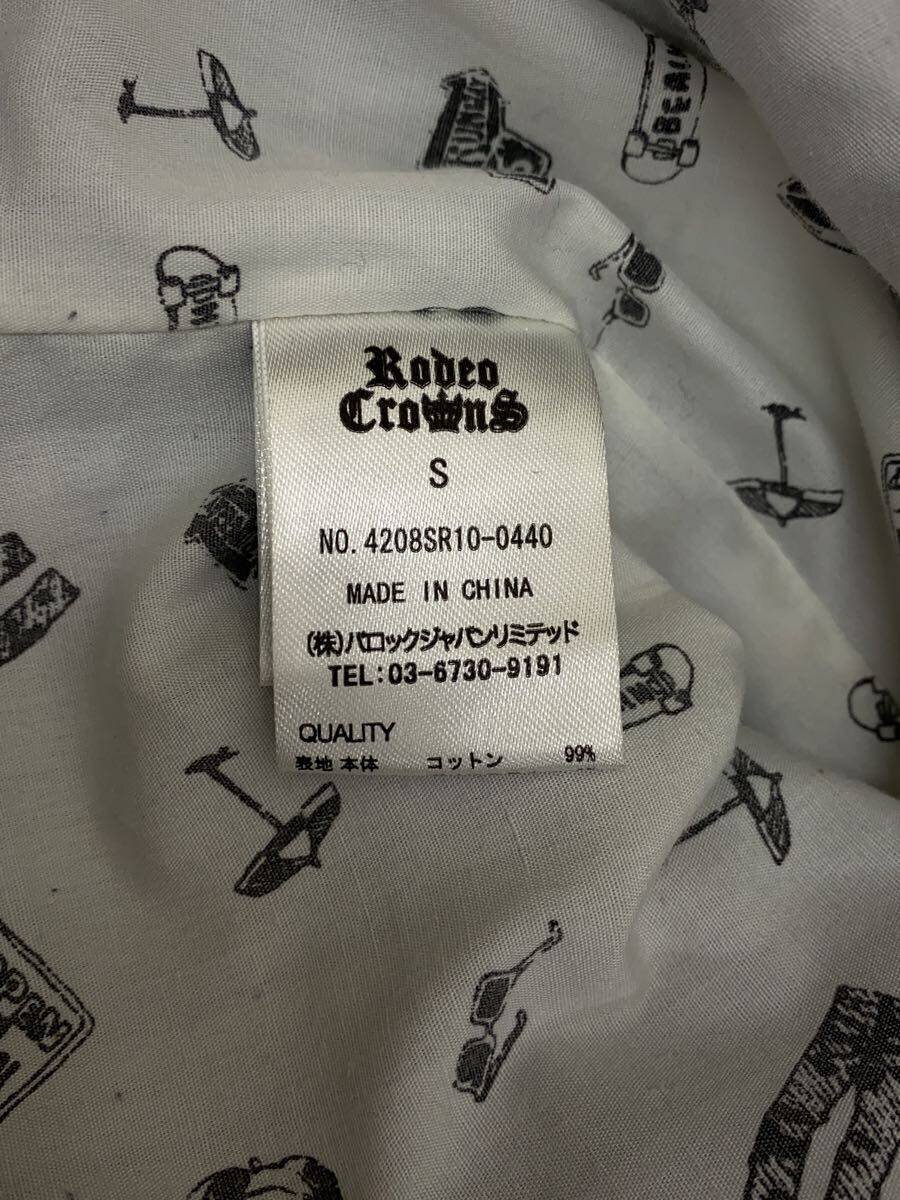 Rodeo
Crowns
S
NO. 4208SR10-0440
MADE IN CHINA
(株)バロックジャパンリミテッド
TEL:03-6730-9191
QUALITY
表地 本体 コットン 99%
OPEN